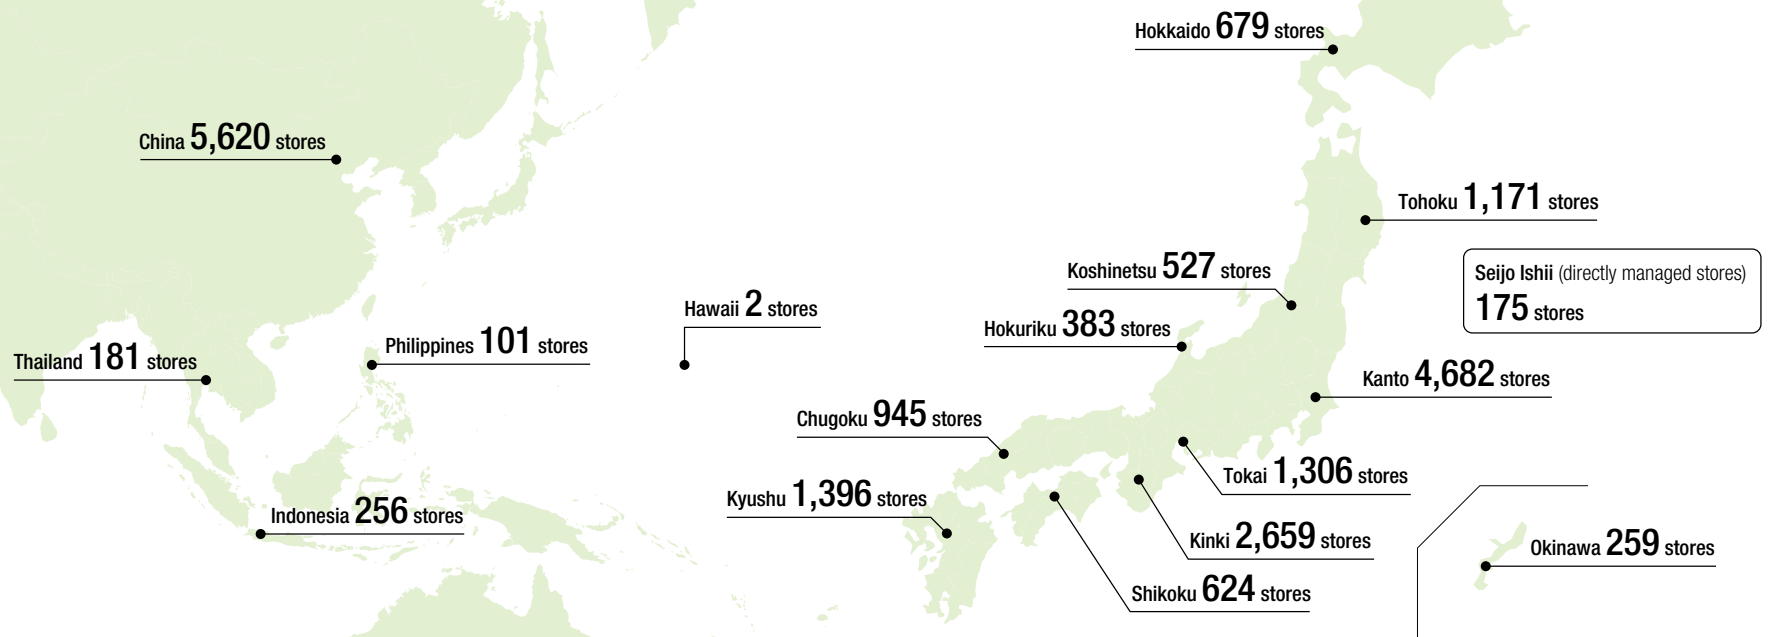 Hokkaido 679 stores
China 5,620 stores
Tohoku 1,171 stores
Koshinetsu 527 stores
Seijo Ishii (directly managed stores)
175 stores
Hawaii 2 stores
Hokuriku 383 stores
Philippines 101 stores
Thailand 181 stores
Kanto 4,682 stores
Chugoku 945 stores
Tokai 1,306 stores
Kyushu 1,396 stores
Indonesia 256 stores
Kinki 2,659 stores
Okinawa 259 stores
Shikoku 624 stores